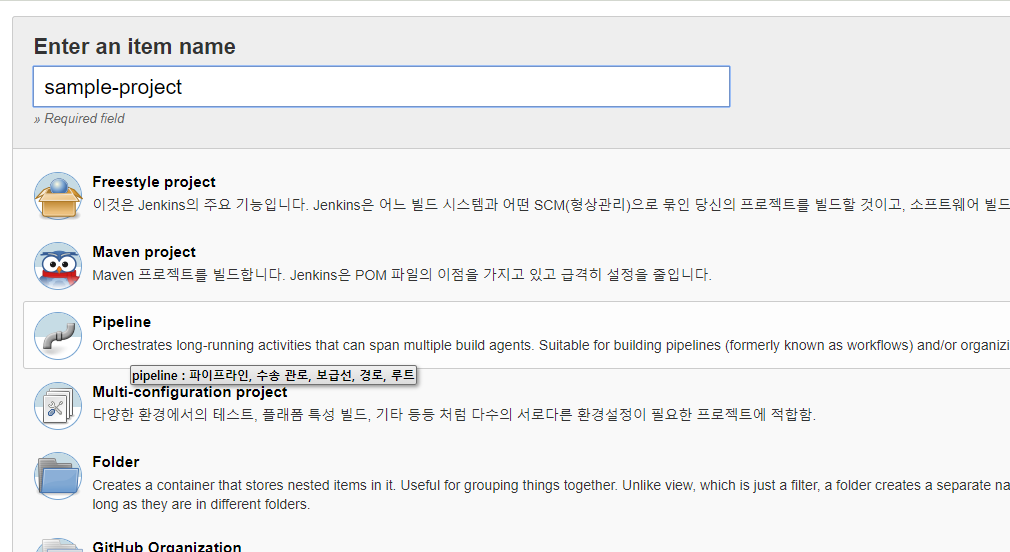 Enter an item name
sample-project
» Required field
Freestyle project
이것은 Jenkins의 주요 기능입니다. Jenkins은 어느 빌드 시스템과 어떤 SCM(형상관리)으로 묶인 당신의 프로젝트를 빌드할 것이고, 소프트웨어 빌드
Maven project
Maven 프로젝트를 빌드합니다. Jenkins은 POM 파일의 이점을 가지고 있고 급격히 설정을 줄입니다.
Pipeline
Orchestrates long-running activities that can span multiple build agents. Suitable for building pipelines (formerly known as workflows) and/or organizi
pipeline : 파이프라인, 수송 관로, 보급선, 경로, 루트
Multi-configuration project
다양한 환경에서의 테스트, 플래폼 특성 빌드, 기타 등등 처럼 다수의 서로다른 환경설정이 필요한 프로젝트에 적합함.
Folder
Creates a container that stores nested items in it. Useful for grouping things together. Unlike view, which is just a filter, a folder creates a separate na
long as they are in different folders.
GitHub Organization